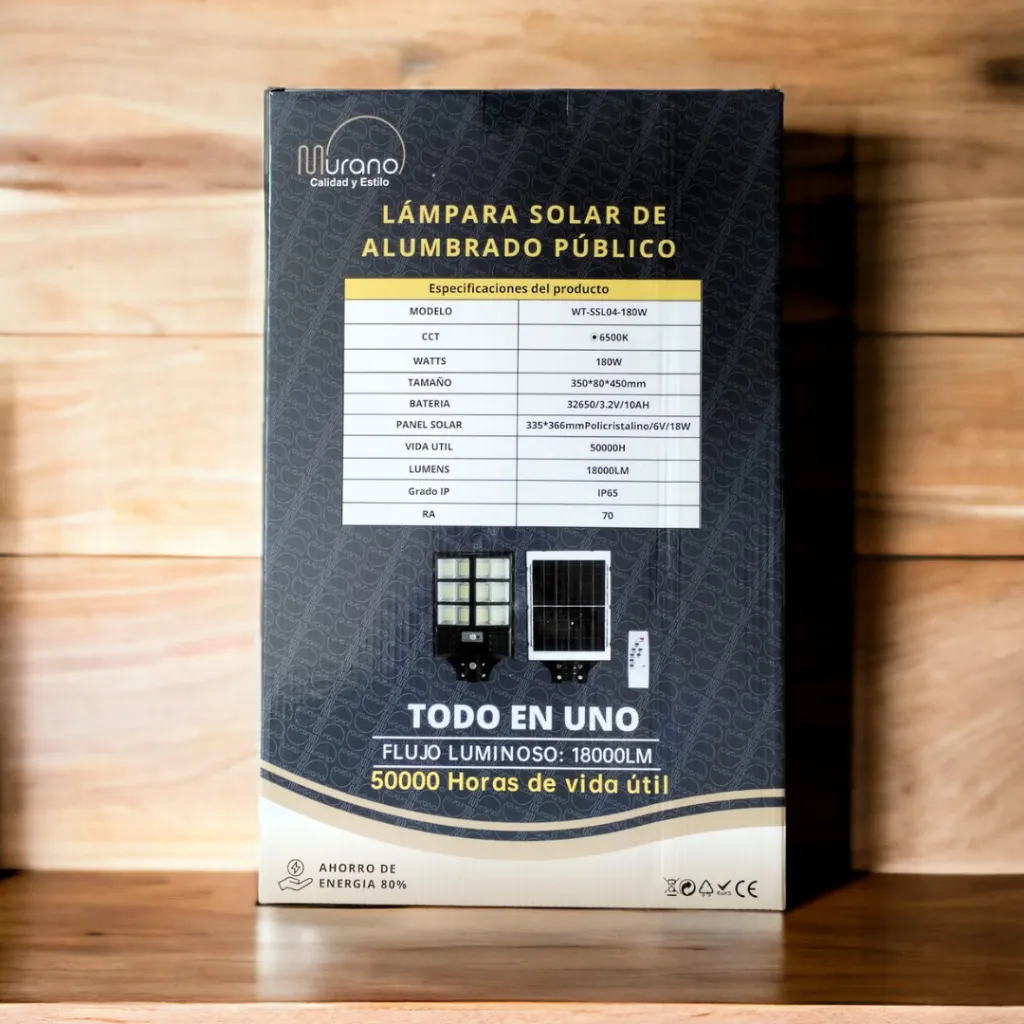 Murano
Calidad y Estilo
LÁMPARA SOLAR DE
ALUMBRADO PÚBLICO
Especificaciones del producto
MODELO WT-SSL04-180W
CCT 6500K
WATTS 180W
TAMAÑO 350*80*450mm
BATERIA 32650/3.2V/10AH
PANEL SOLAR 335*366mmPolicristalino/6V/18W
VIDA UTIL 50000H
LUMENS 18000LM
Grado IP IP65
RA 70
TODO EN UNO
FLUJO LUMINOSO: 18000LM
50000 Horas de vida útil
AHORRO DE
ENERGIA 80%
RoHS CE